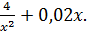 4/x² + 0,02x.